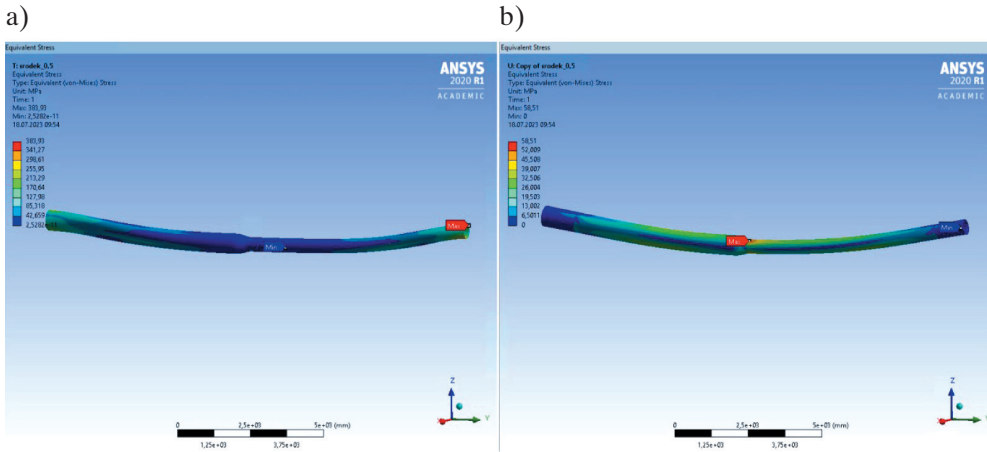 a)
Equivalent Stress
T: srodek_0,5
Equivalent Stress
Type: Equivalent (von-Mises) Stress
Unit: MPa
Time: 1
Max: 383,93
Min: 2,5282e-11
18.07.2023 09:54
383,93
341,27
298,61
255,95
213,29
170,64
127,98
85,318
42,659
2,5282e-11
ANSYS
2020 R1
ACADEMIC
Max
Min
Z
X
Y
0 2,5e+03 5e+03 (mm)
1,25e+03 3,75e+03
b)
Equivalent Stress
U: Copy of srodek_0,5
Equivalent Stress
Type: Equivalent (von-Mises) Stress
Unit: MPa
Time: 1
Max: 58,51
Min: 0
18.07.2023 09:54
58,51
52,009
45,508
39,007
32,506
26,004
19,503
13,002
6,5011
0
ANSYS
2020 R1
ACADEMIC
Max
Min
Z
X
Y
0 2,5e+03 5e+03 (mm)
1,25e+03 3,75e+03